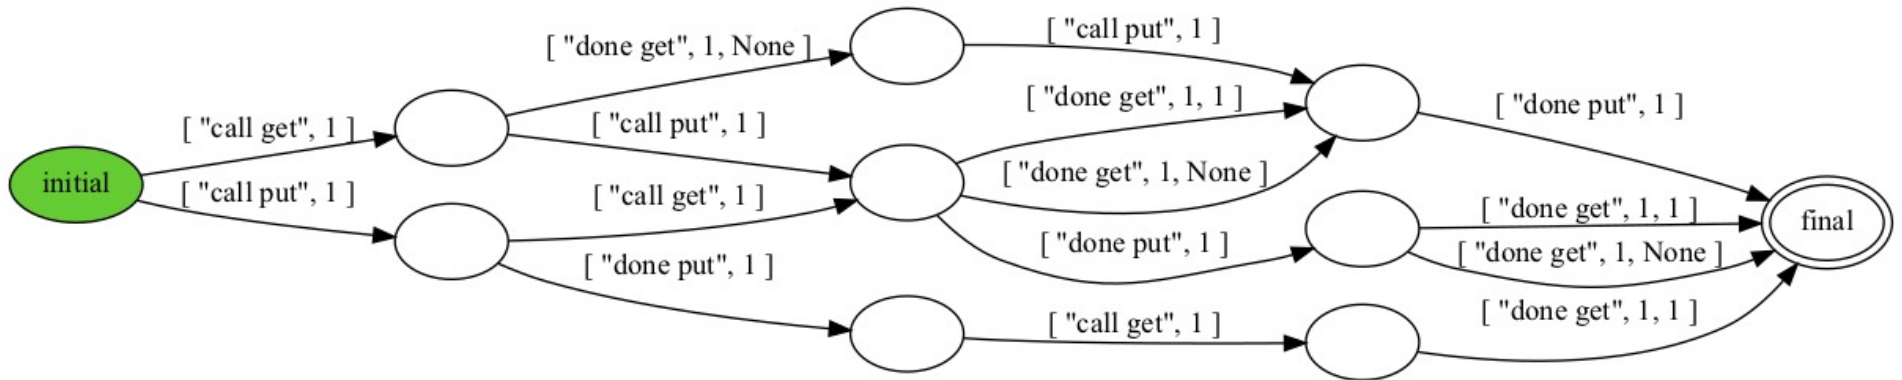 initial
[ "call get", 1 ]
[ "call put", 1 ]
[ "done get", 1, None ]
[ "call put", 1 ]
[ "call get", 1 ]
[ "done put", 1 ]
[ "call put", 1 ]
[ "done get", 1, 1 ]
[ "done get", 1, None ]
[ "done put", 1 ]
[ "call get", 1 ]
[ "done put", 1 ]
[ "done get", 1, 1 ]
[ "done get", 1, None ]
[ "done get", 1, 1 ]
final